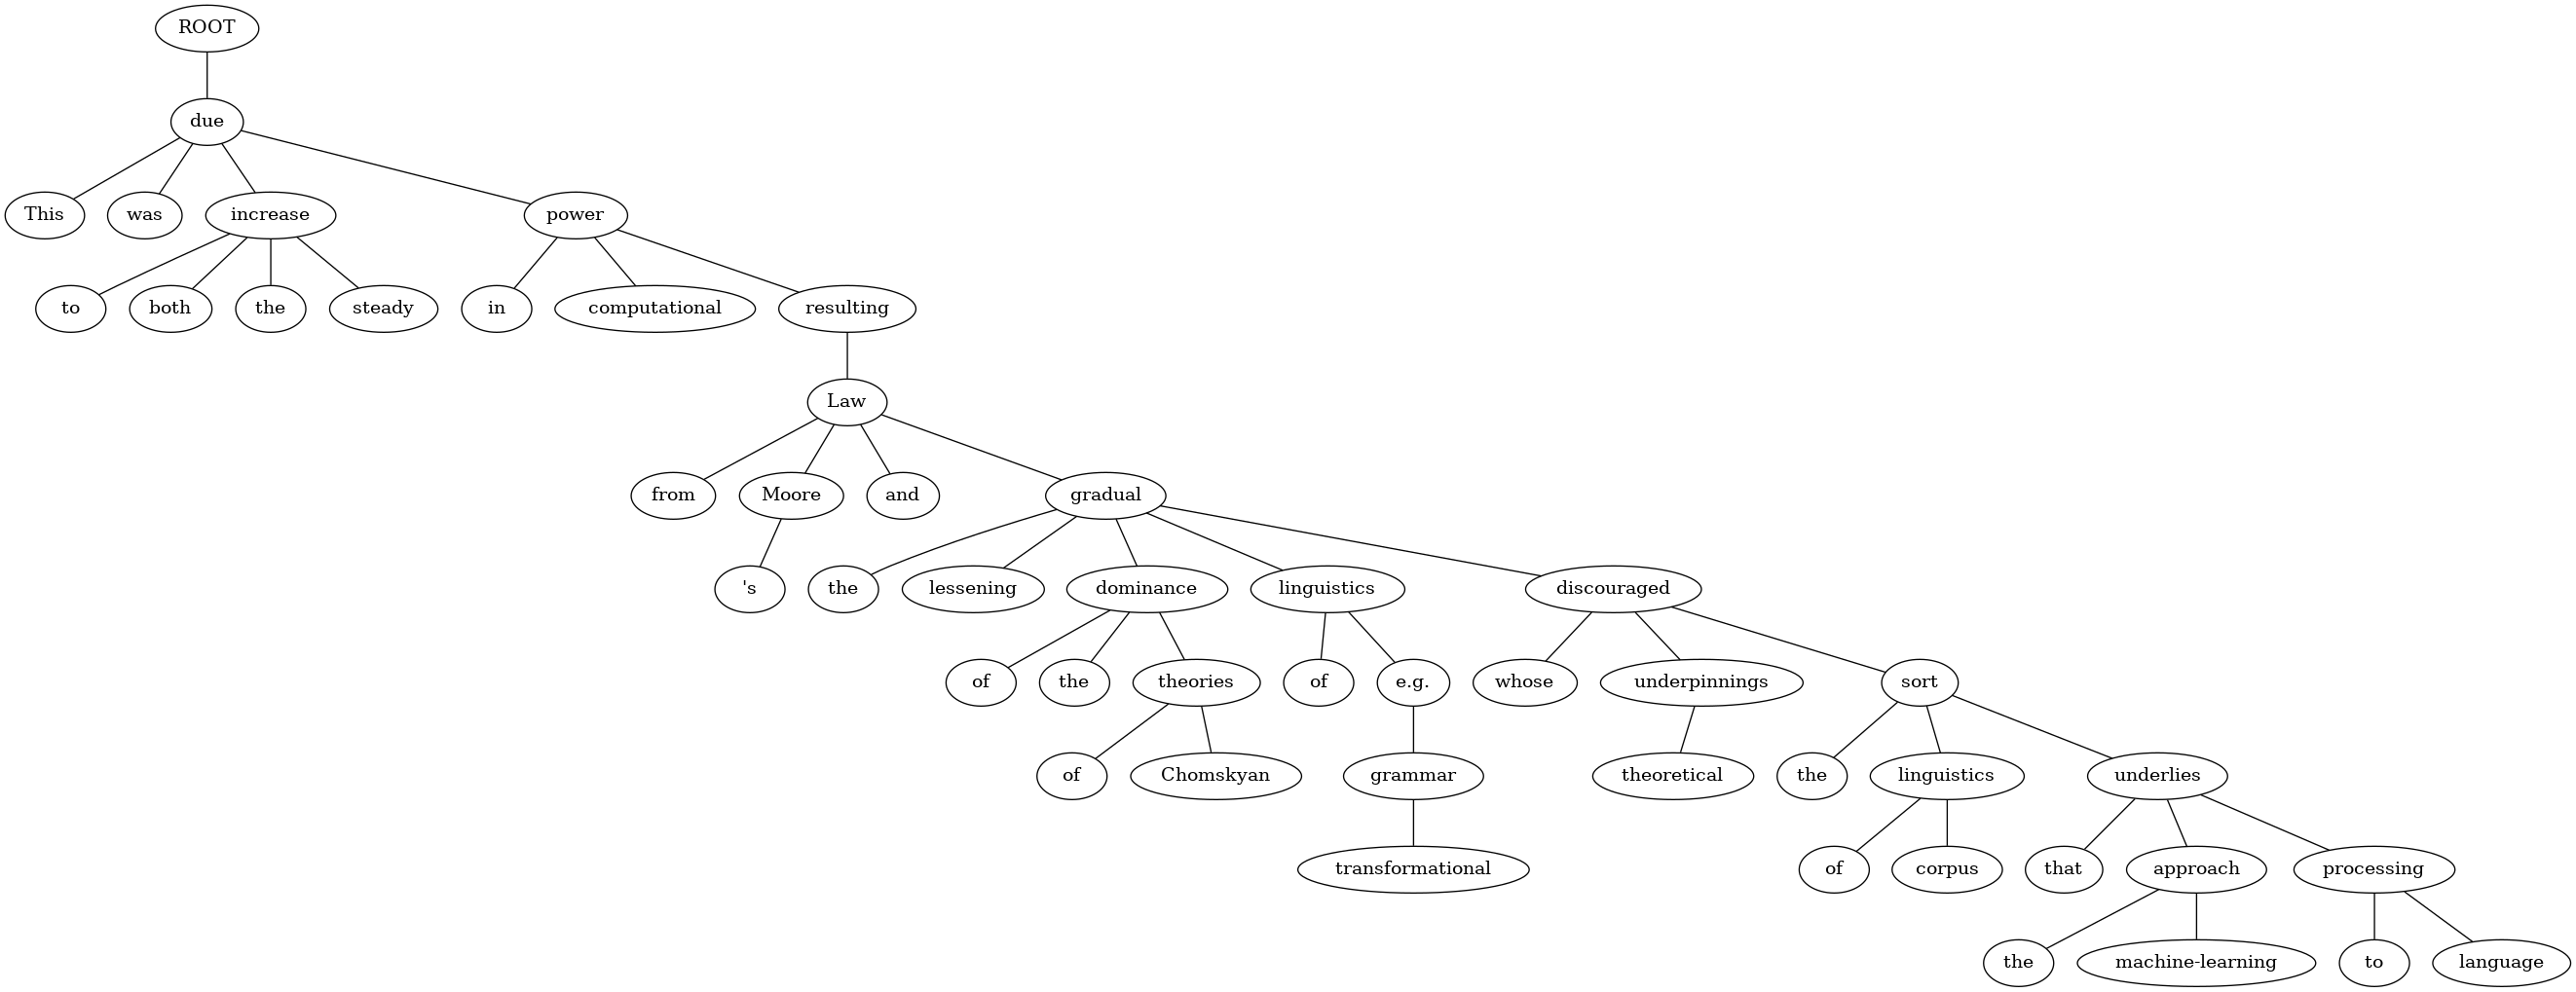 ROOT
due
This was increase power
to both the steady in computational resulting
Law
from Moore and gradual
's the lessening dominance linguistics discouraged
of the theories of e.g. whose underpinnings sort
of Chomskyan grammar theoretical the linguistics underlies
transformational of corpus that approach processing
the machine-learning to language